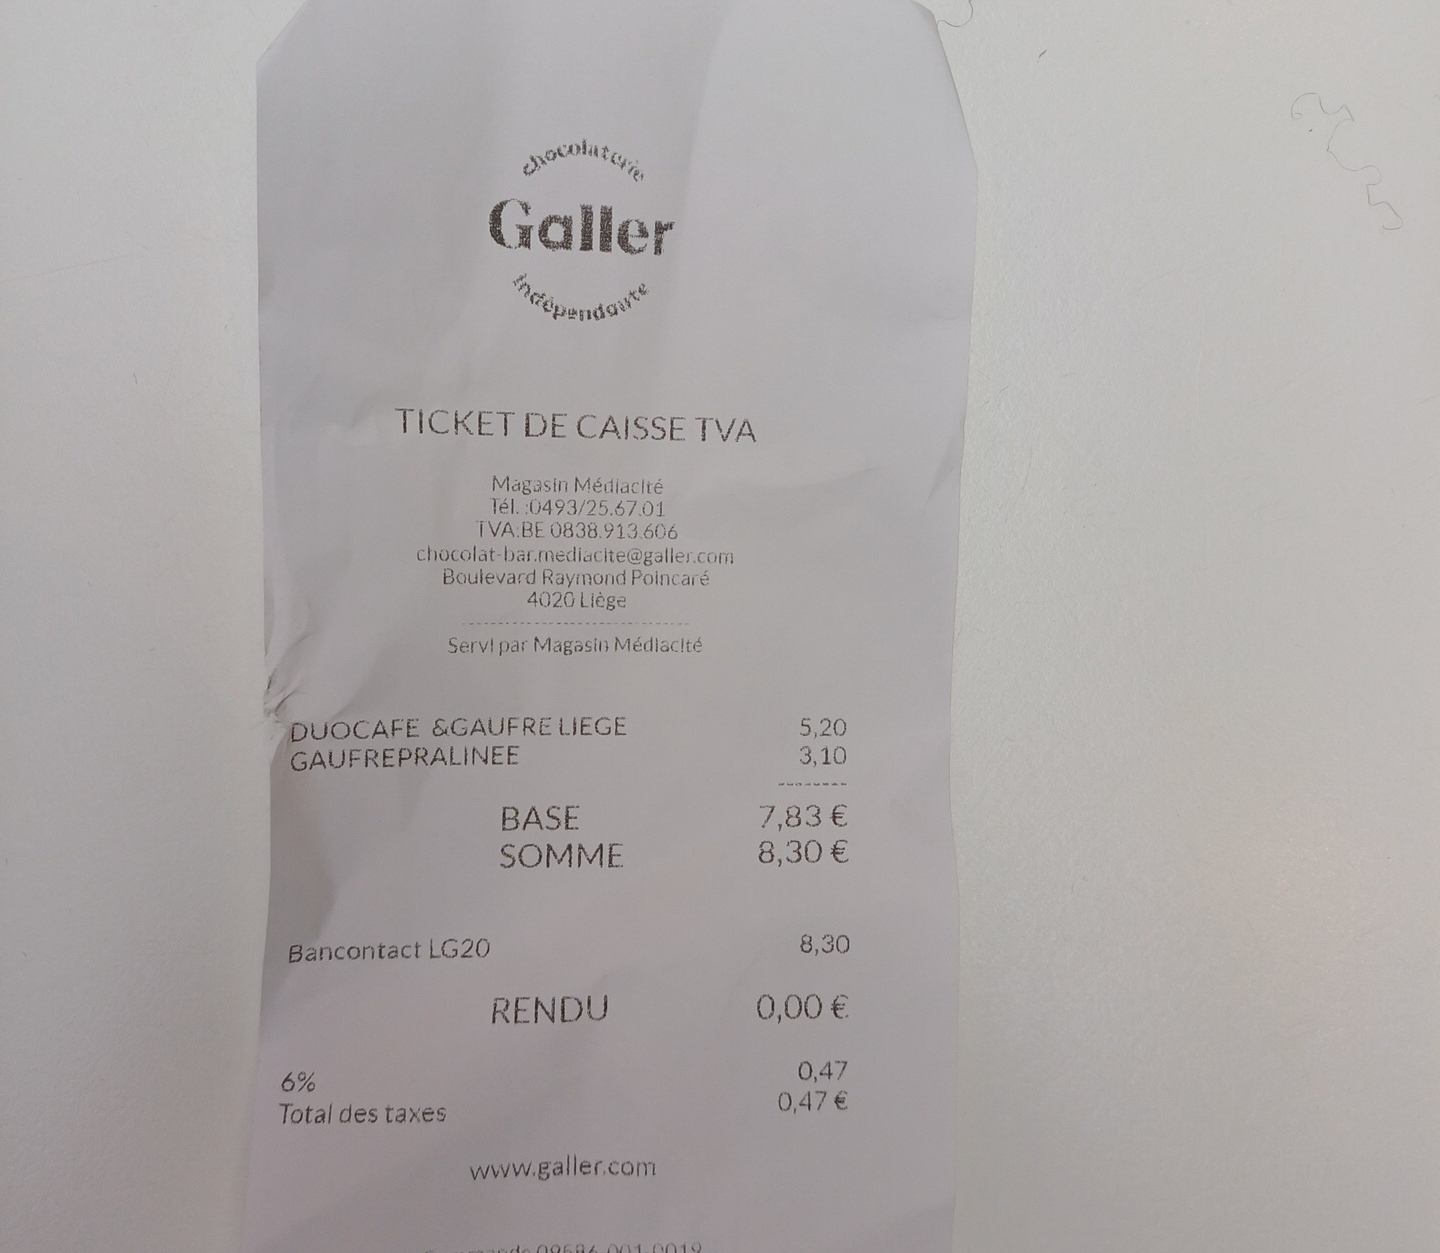 chocolaterie
Galler
indépendante
TICKET DE CAISSE TVA
Magasin Médiacité
Tél. :0493/25.67.01
TVA:BE 0838.913.606
chocolat-bar.mediacite@galler.com
Boulevard Raymond Poincaré
4020 Liège
Servi par Magasin Médiacité
DUOCAFE &GAUFRE LIEGE 5,20
GAUFREPRALINEE 3,10
BASE 7,83 €
SOMME 8,30 €
Bancontact LG20 8,30
RENDU 0,00 €
6% 0,47
Total des taxes 0,47 €
www.galler.com
09586-001-0019